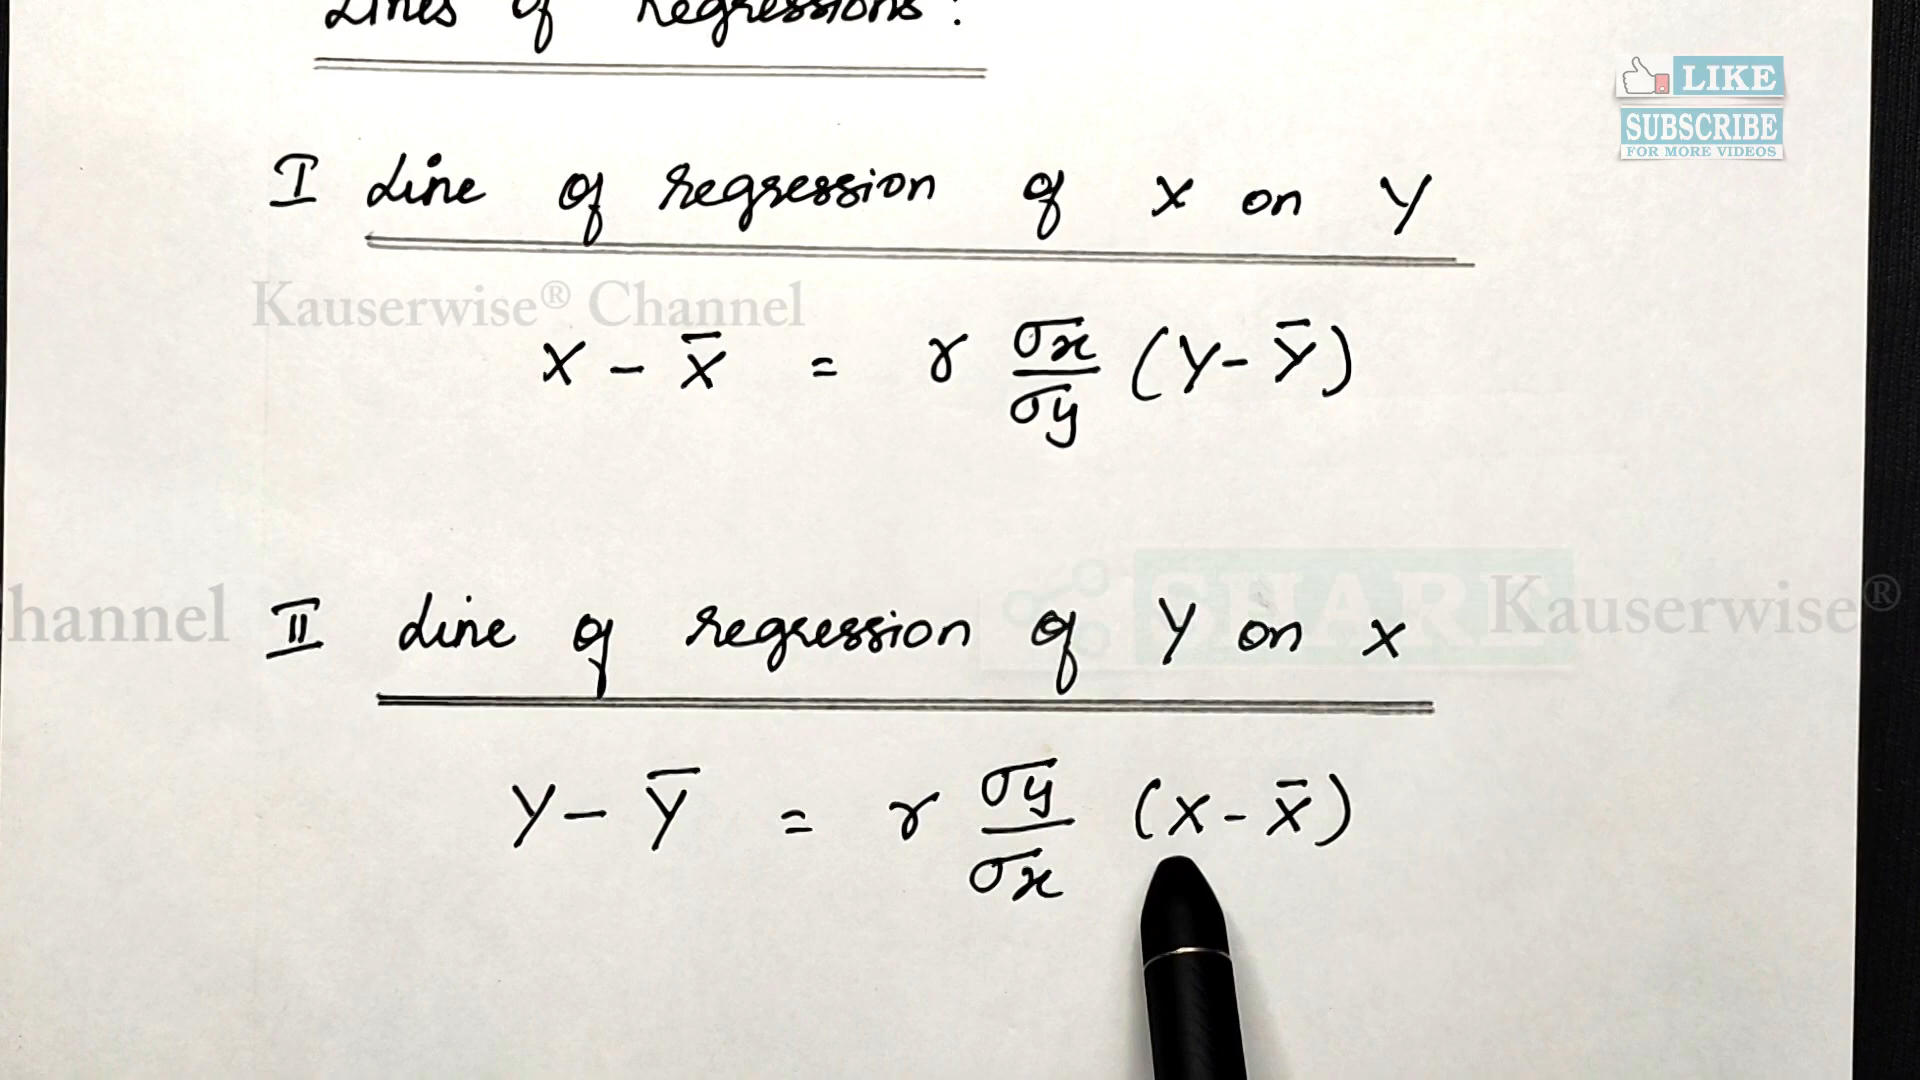 Lines of Regressions:
LIKE
SUBSCRIBE
FOR MORE VIDEOS
I Line of regression of X on Y
Kauserwise® Channel
X - X̄ = r σx/σy (Y - Ȳ)
SHAR
hannel
Kauserwise®
II Line of regression of Y on X
Y - Ȳ = r σy/σx (X - X̄)